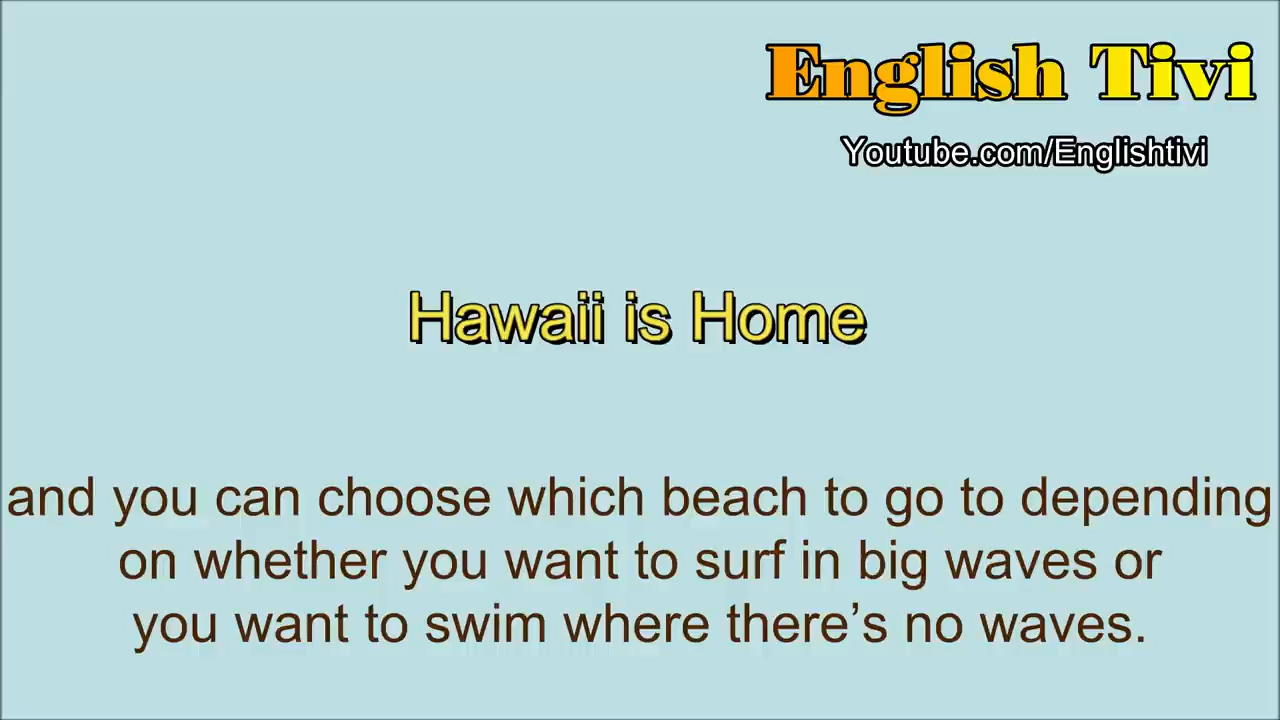 English Tivi
Youtube.com/Englishtivi
Hawaii is Home
and you can choose which beach to go to depending
on whether you want to surf in big waves or
you want to swim where there’s no waves.